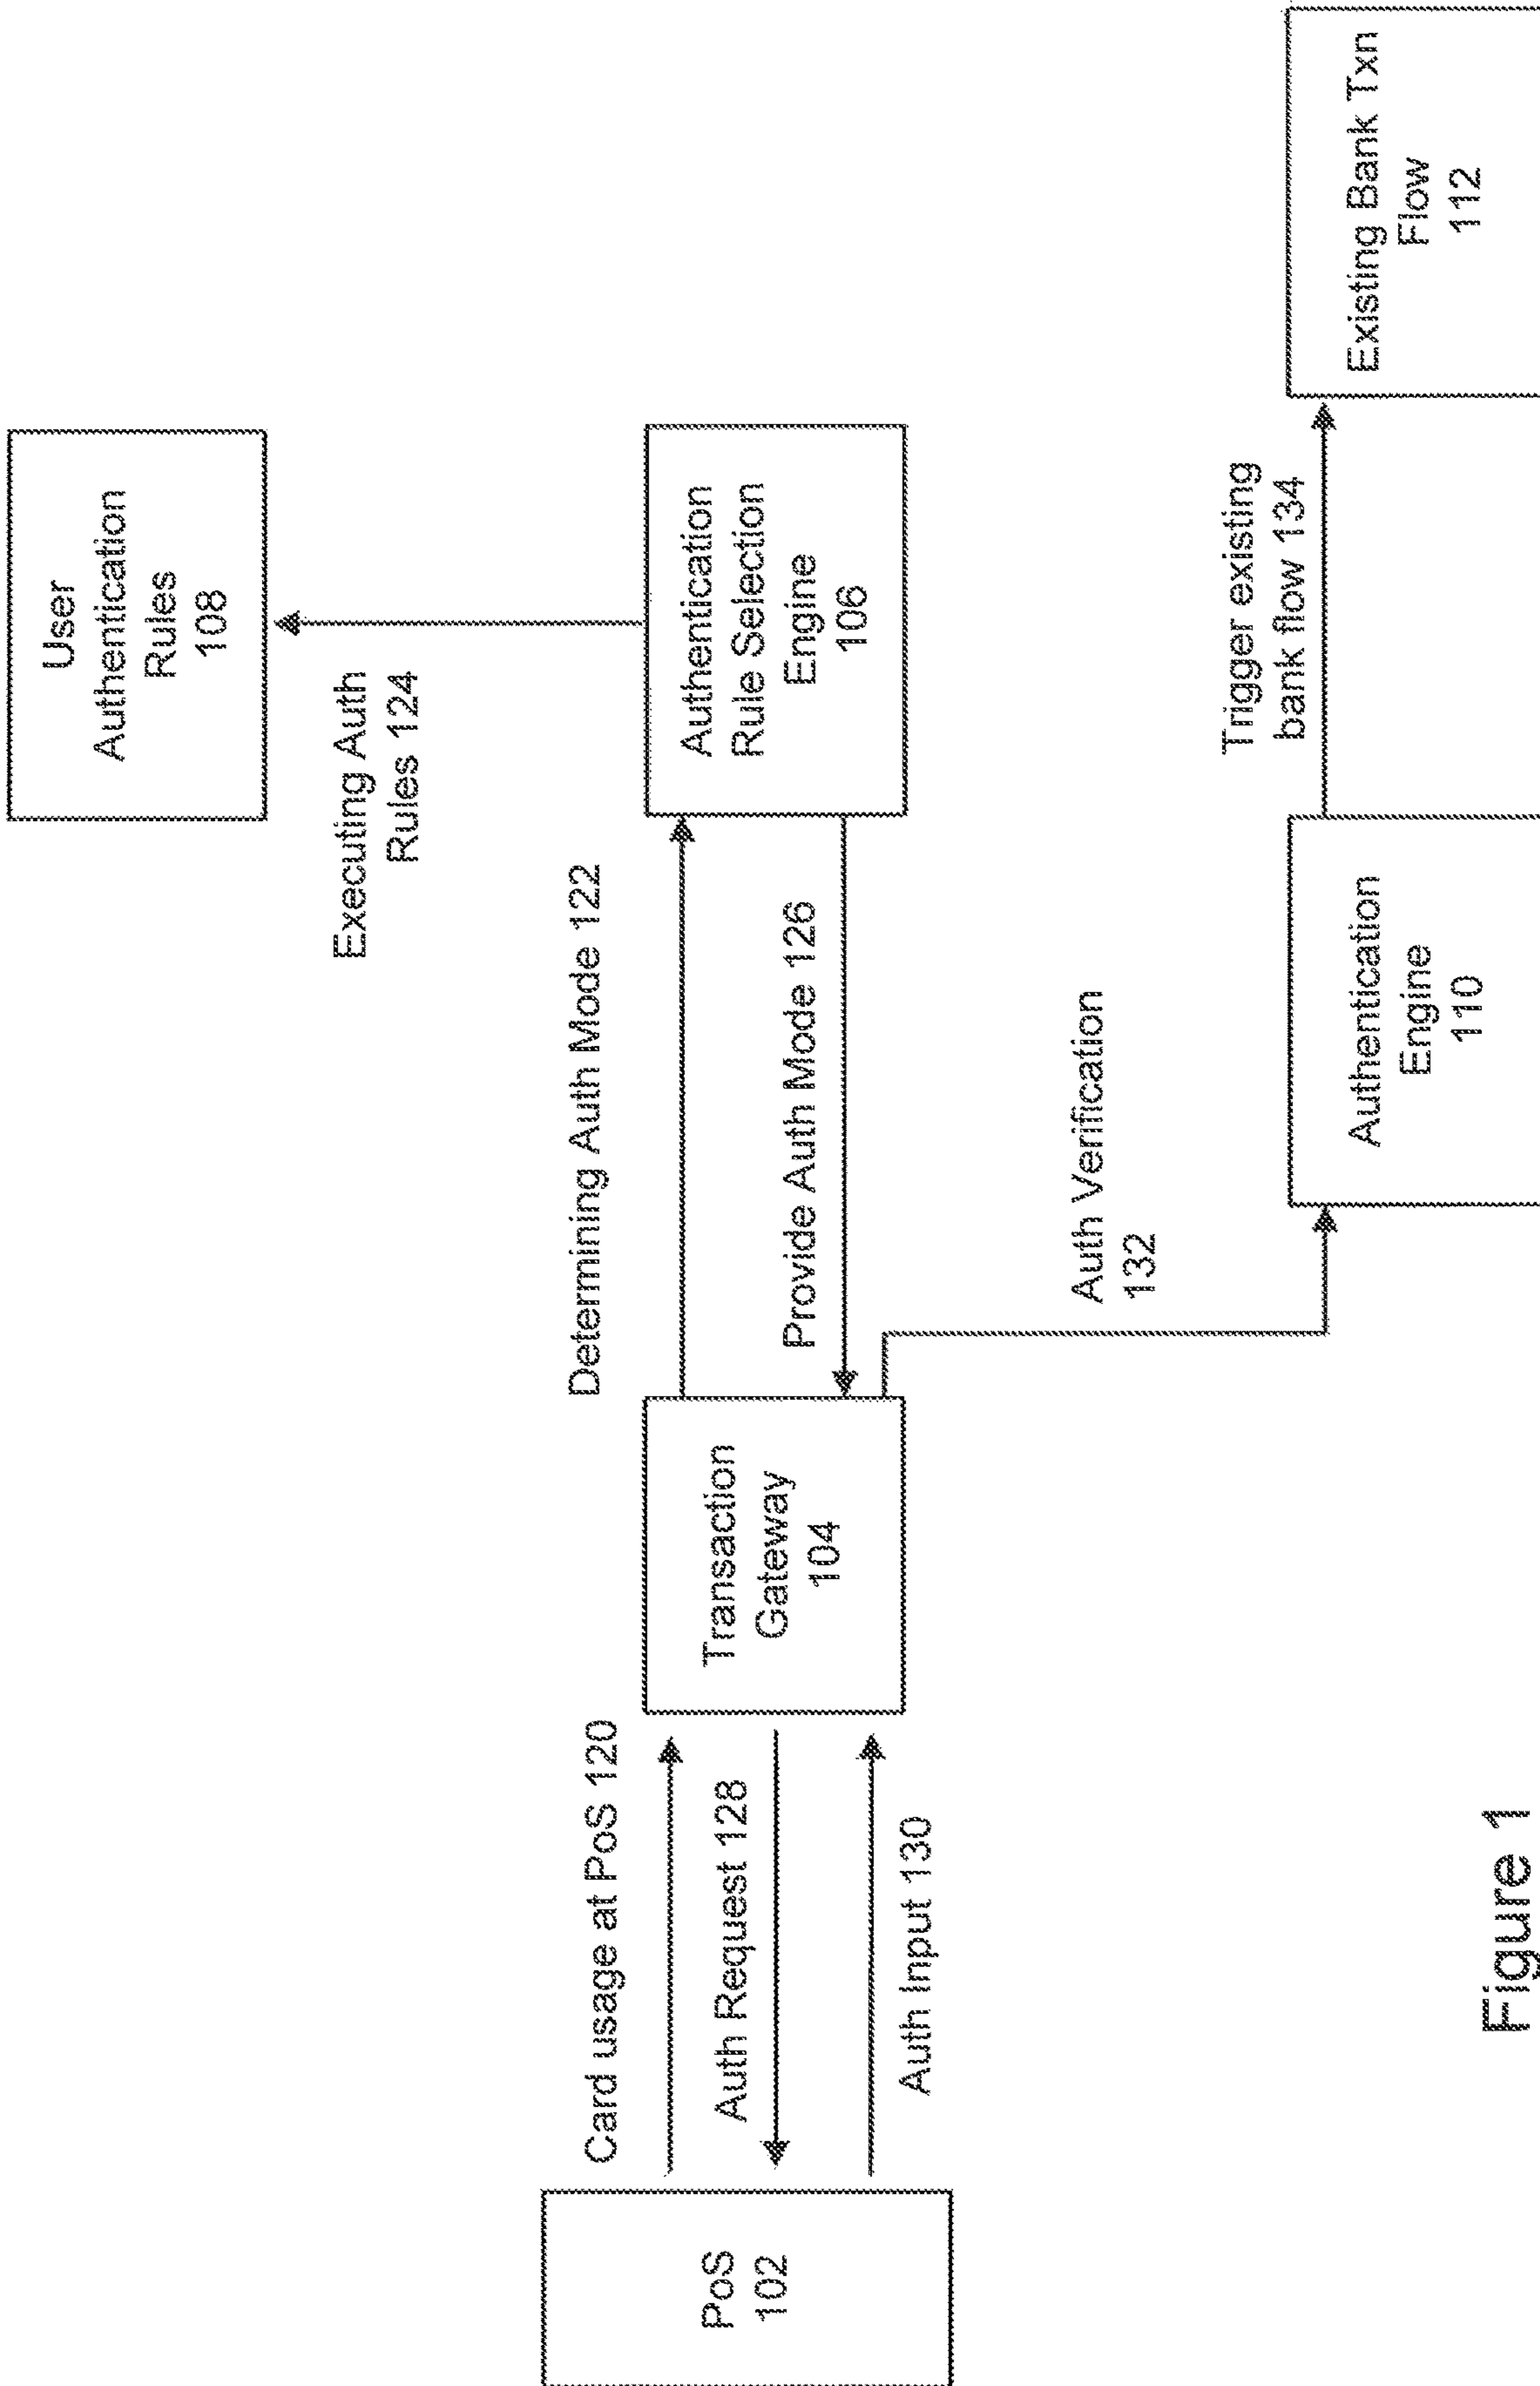 User
Authentication
Rules
108
Executing Auth
Rules 124
Determining Auth Mode 122
Authentication
Rule Selection
Engine
106
Provide Auth Mode 126
Card usage at PoS 120
Transaction
Gateway
104
PoS
102
Auth Request 128
Auth Input 130
Auth Verification
132
Trigger existing
bank flow 134
Authentication
Engine
110
Existing Bank Txn
Flow
112
Figure 1